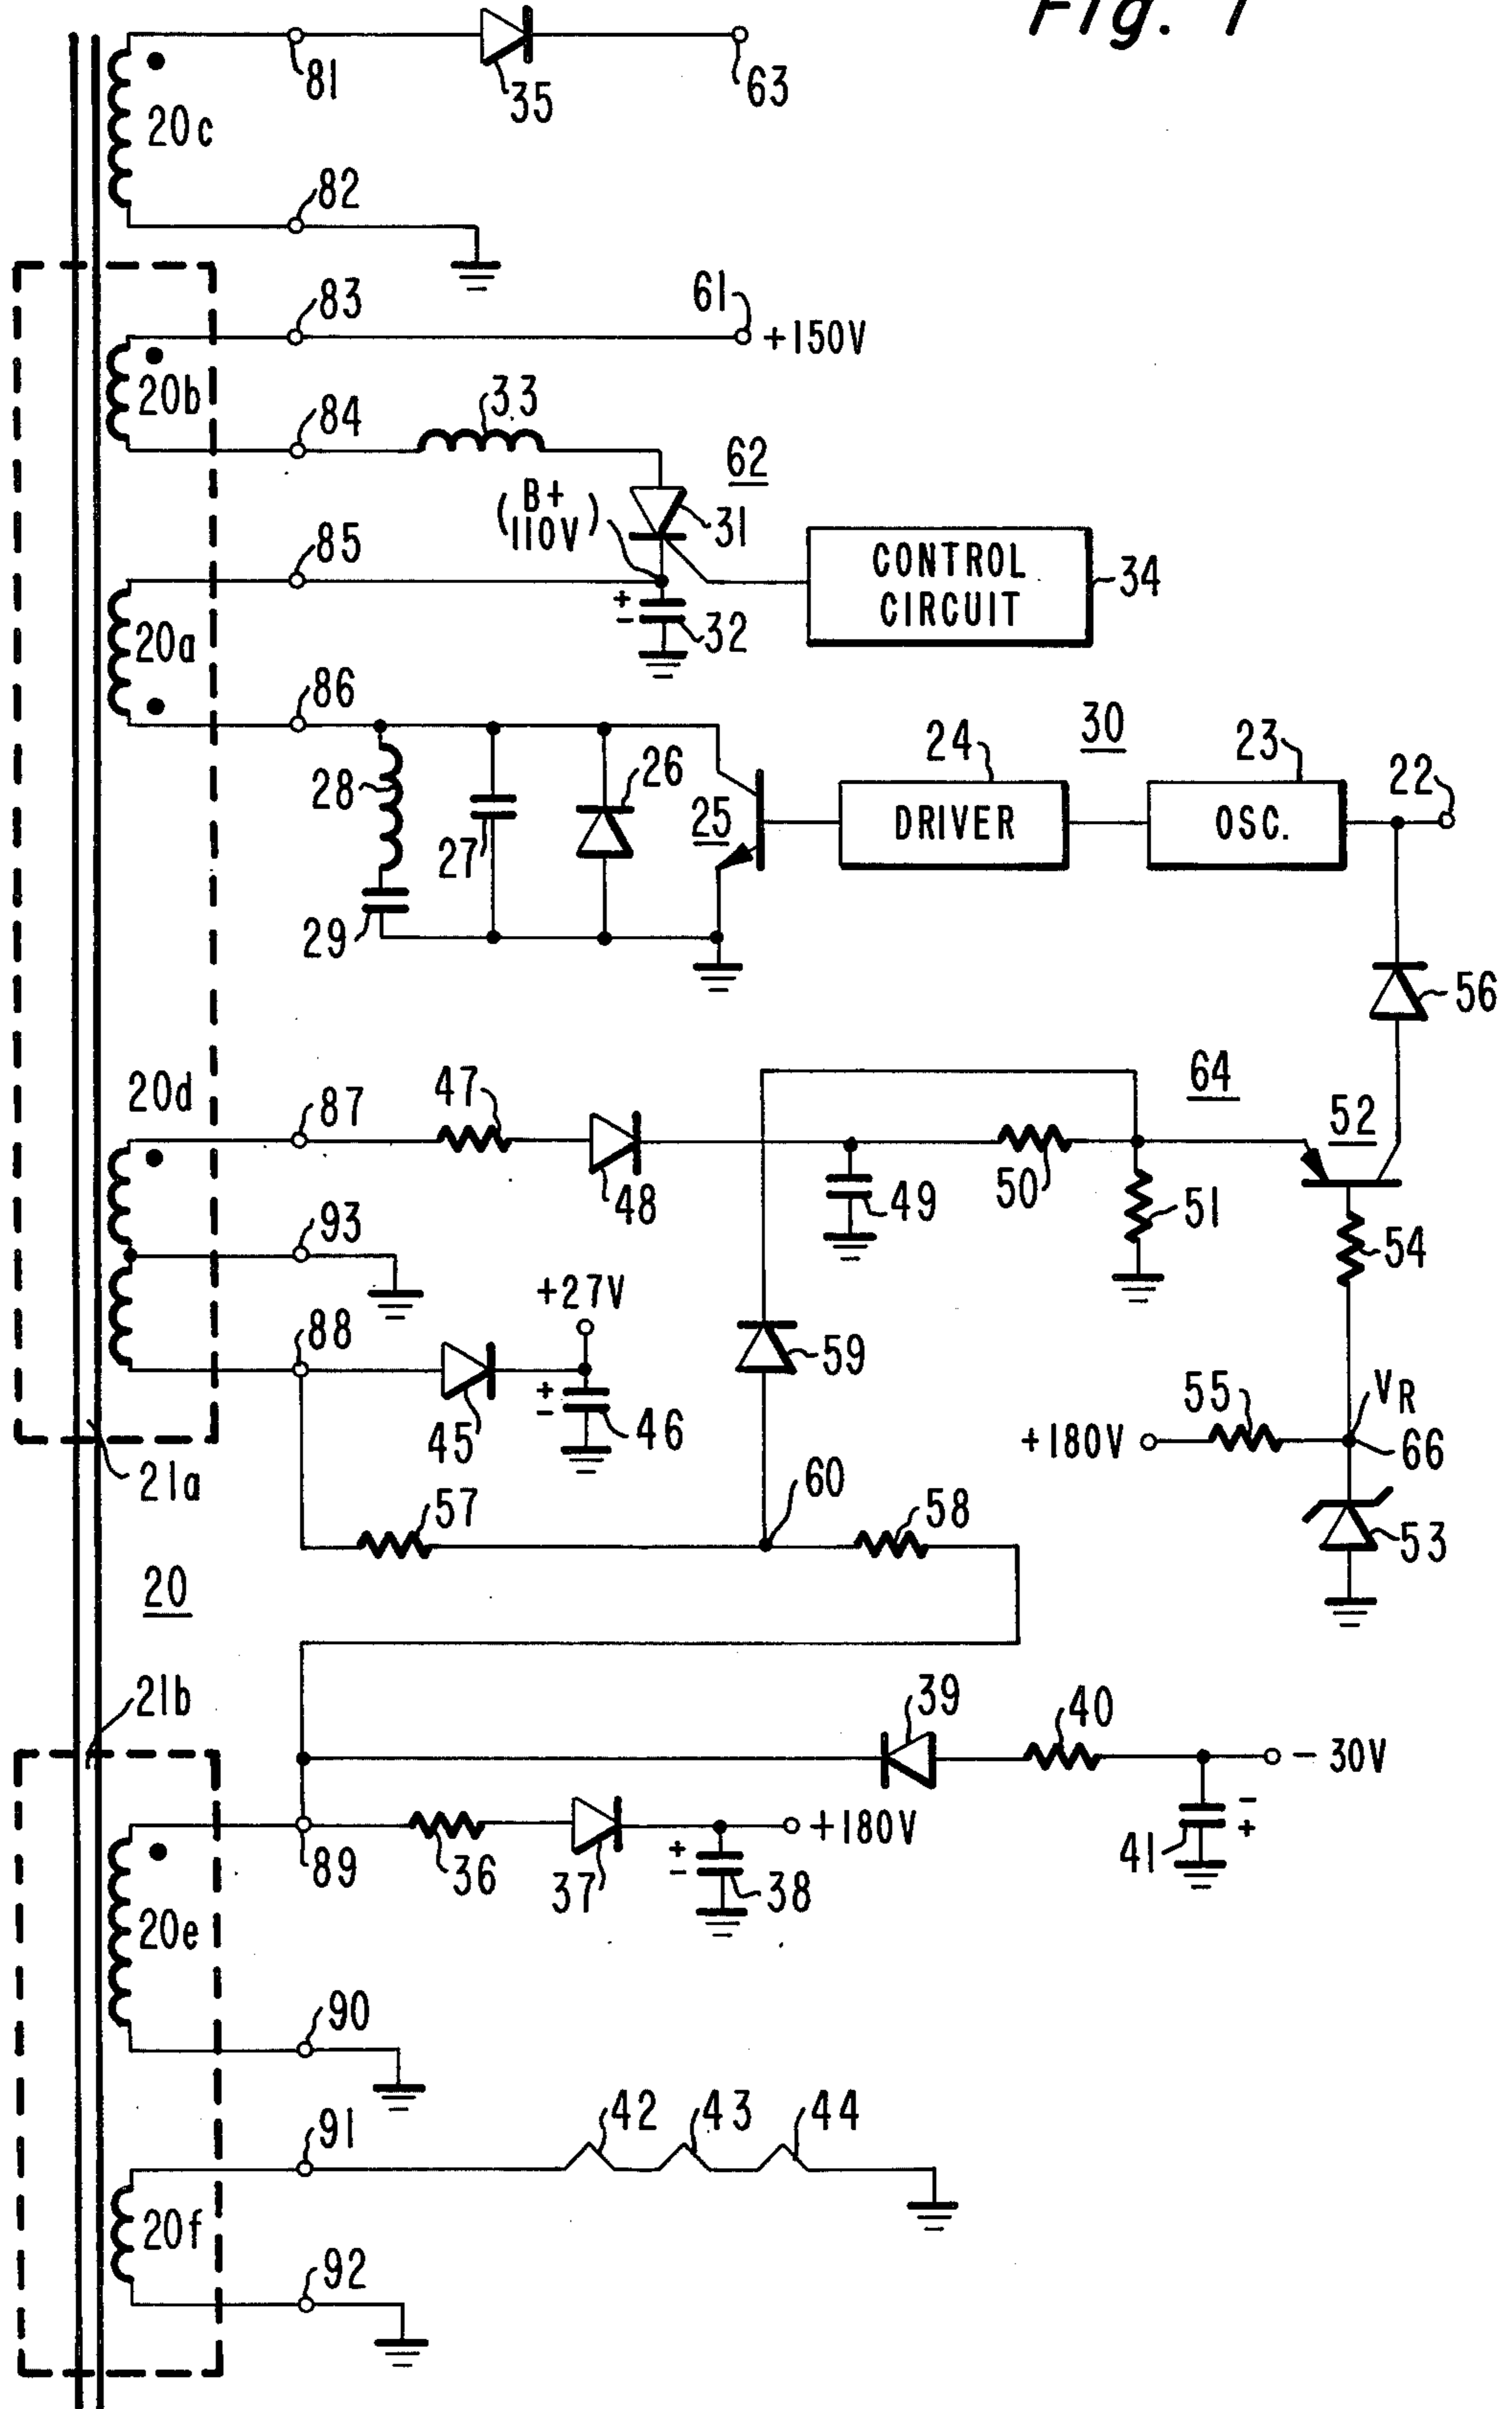 Fig. 1
81
35
63
20c
82
83
61
+150V
20b
84
33
62
(B+
110V)
31
85
CONTROL
CIRCUIT
34
20a
32
86
30
24
23
22
28
26
25
DRIVER
OSC.
27
29
56
20d
87
47
64
52
48
49
50
51
93
54
+27V
88
59
55
VR
45
46
+180V
66
21a
60
57
58
53
20
21b
39
40
-30V
+180V
89
36
37
38
41
20e
90
91
42
43
44
20f
92